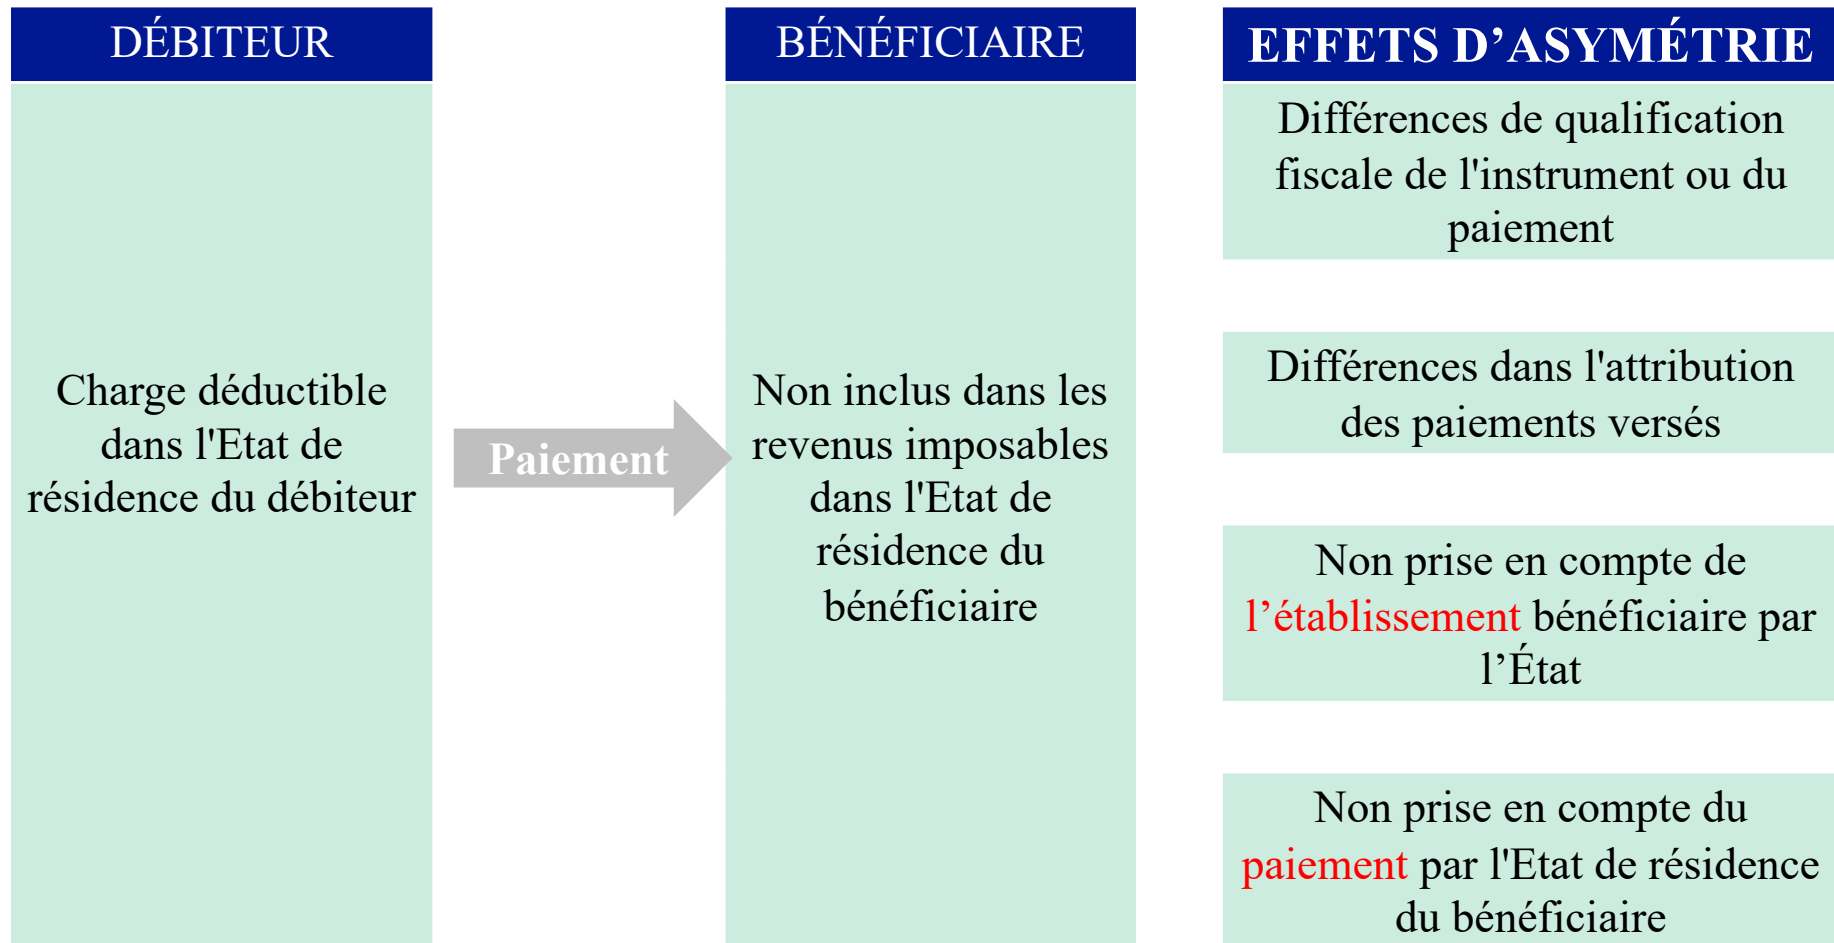 DÉBITEUR
Charge déductible
dans l'Etat de
résidence du débiteur
Paiement
BÉNÉFICIAIRE
Non inclus dans les
revenus imposables
dans l'Etat de
résidence du
bénéficiaire
EFFETS D’ASYMÉTRIE
Différences de qualification
fiscale de l'instrument ou du
paiement
Différences dans l'attribution
des paiements versés
Non prise en compte de
l’établissement bénéficiaire par
l’État
Non prise en compte du
paiement par l'Etat de résidence
du bénéficiaire